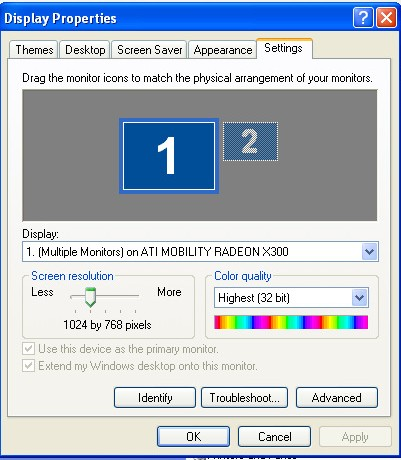 Display Properties
Themes Desktop Screen Saver Appearance Settings
Drag the monitor icons to match the physical arrangement of your monitors.
1 2
Display:
1. (Multiple Monitors) on ATI MOBILITY RADEON X300
Screen resolution Color quality
Less More Highest (32 bit)
1024 by 768 pixels
Use this device as the primary monitor.
Extend my Windows desktop onto this monitor.
Identify Troubleshoot... Advanced
OK Cancel Apply